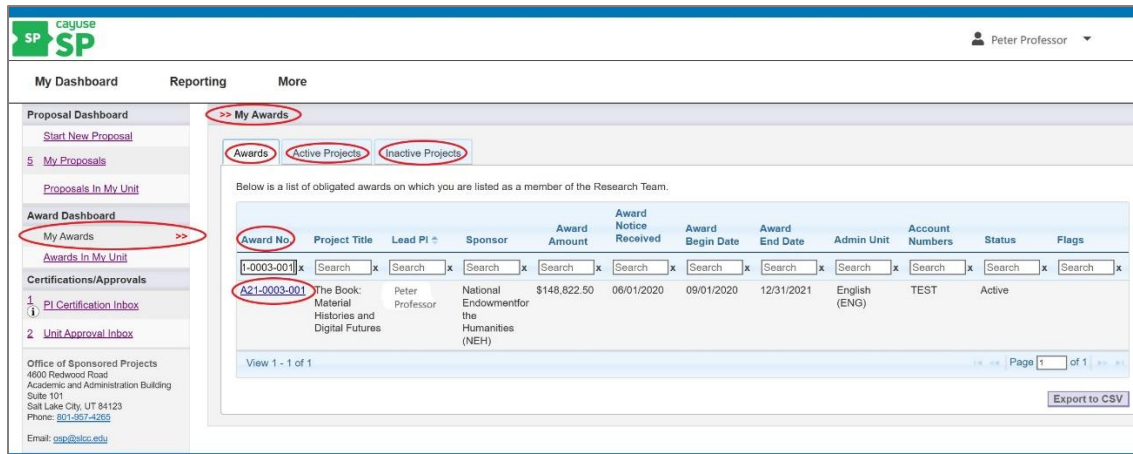 SP cayuse SP
Peter Professor
My Dashboard Reporting More
Proposal Dashboard
Start New Proposal
5 My Proposals
Proposals In My Unit
Award Dashboard
My Awards >>
Awards In My Unit
Certifications/Approvals
1 i PI Certification Inbox
2 Unit Approval Inbox
Office of Sponsored Projects
4600 Redwood Road
Academic and Administration Building
Suite 101
Salt Lake City, UT 84123
Phone: 801-957-4265
Email: osp@slcc.edu
>> My Awards
Awards Active Projects Inactive Projects
Below is a list of obligated awards on which you are listed as a member of the Research Team.
Award No. Project Title Lead PI Sponsor Award Amount Award Notice Received Award Begin Date Award End Date Admin Unit Account Numbers Status Flags
1-0003-001 x Search x Search x Search x Search x Search x Search x Search x Search x Search x Search x Search x
A21-0003-001 The Book: Peter National $148,822.50 06/01/2020 09/01/2020 12/31/2021 English TEST Active
Material Professor Endowmentfor (ENG)
Histories and the
Digital Futures Humanities
(NEH)
View 1 - 1 of 1 Page 1 of 1
Export to CSV